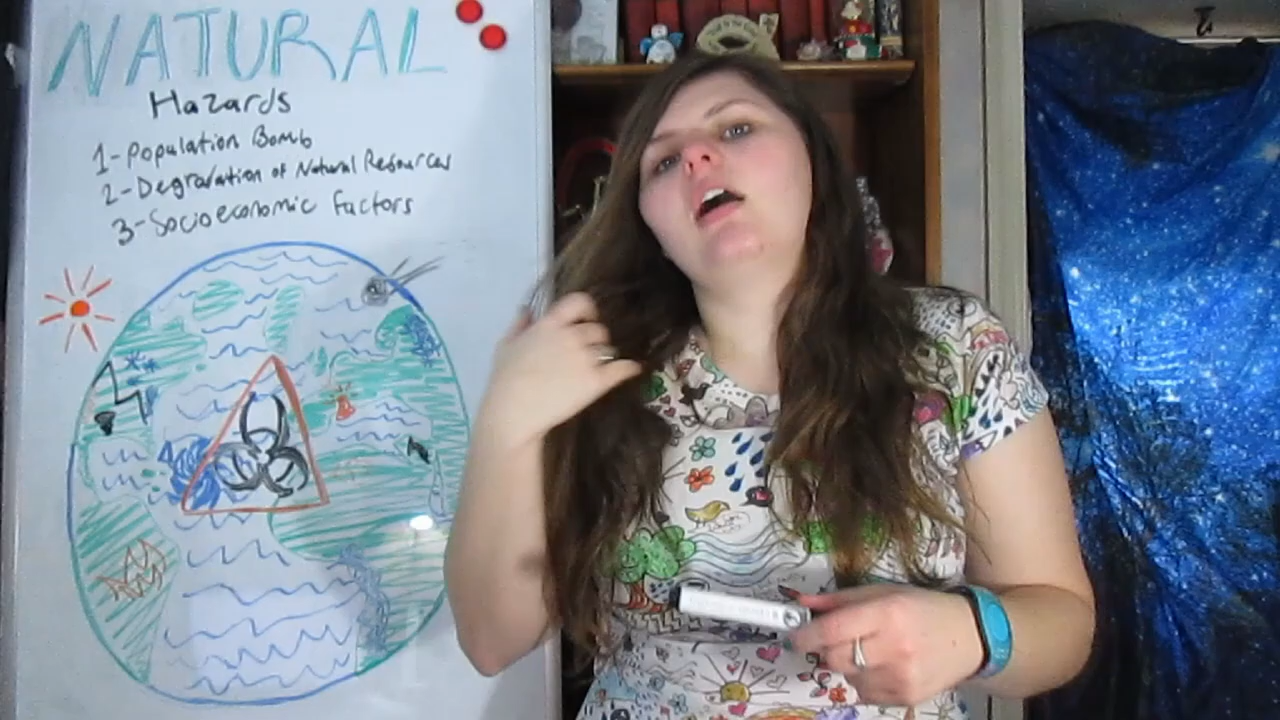 NATURAL
Hazards
1-Population Bomb
2-Degradation of Natural Resources
3-Socioeconomic factors